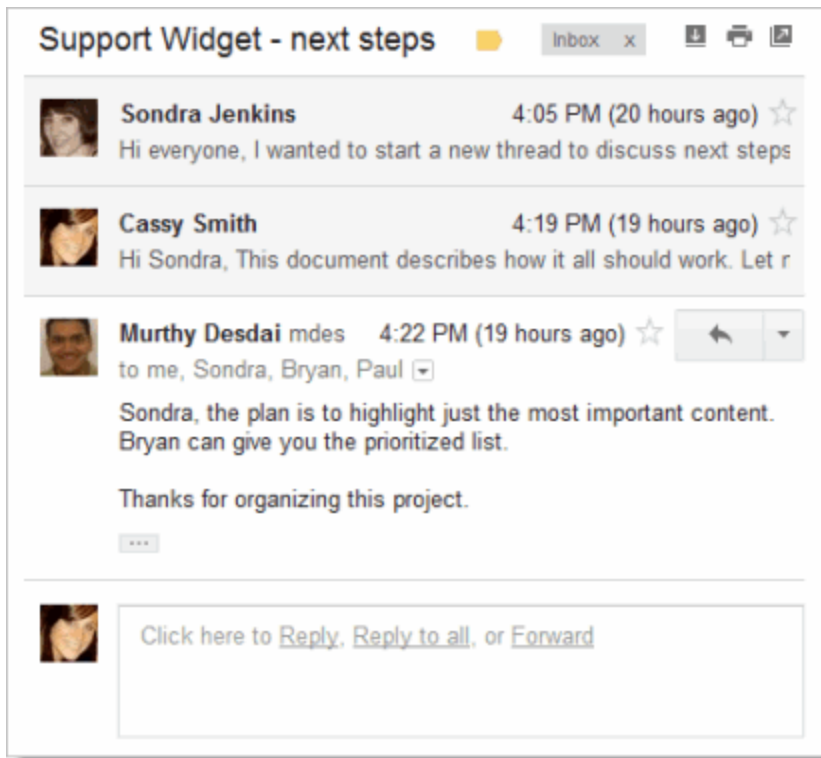 Support Widget - next steps
Inbox x
Sondra Jenkins 4:05 PM (20 hours ago)
Hi everyone, I wanted to start a new thread to discuss next steps
Cassy Smith 4:19 PM (19 hours ago)
Hi Sondra, This document describes how it all should work. Let
Murthy Desdai mdes 4:22 PM (19 hours ago)
to me, Sondra, Bryan, Paul
Sondra, the plan is to highlight just the most important content.
Bryan can give you the prioritized list.
Thanks for organizing this project.
...
Click here to Reply, Reply to all, or Forward